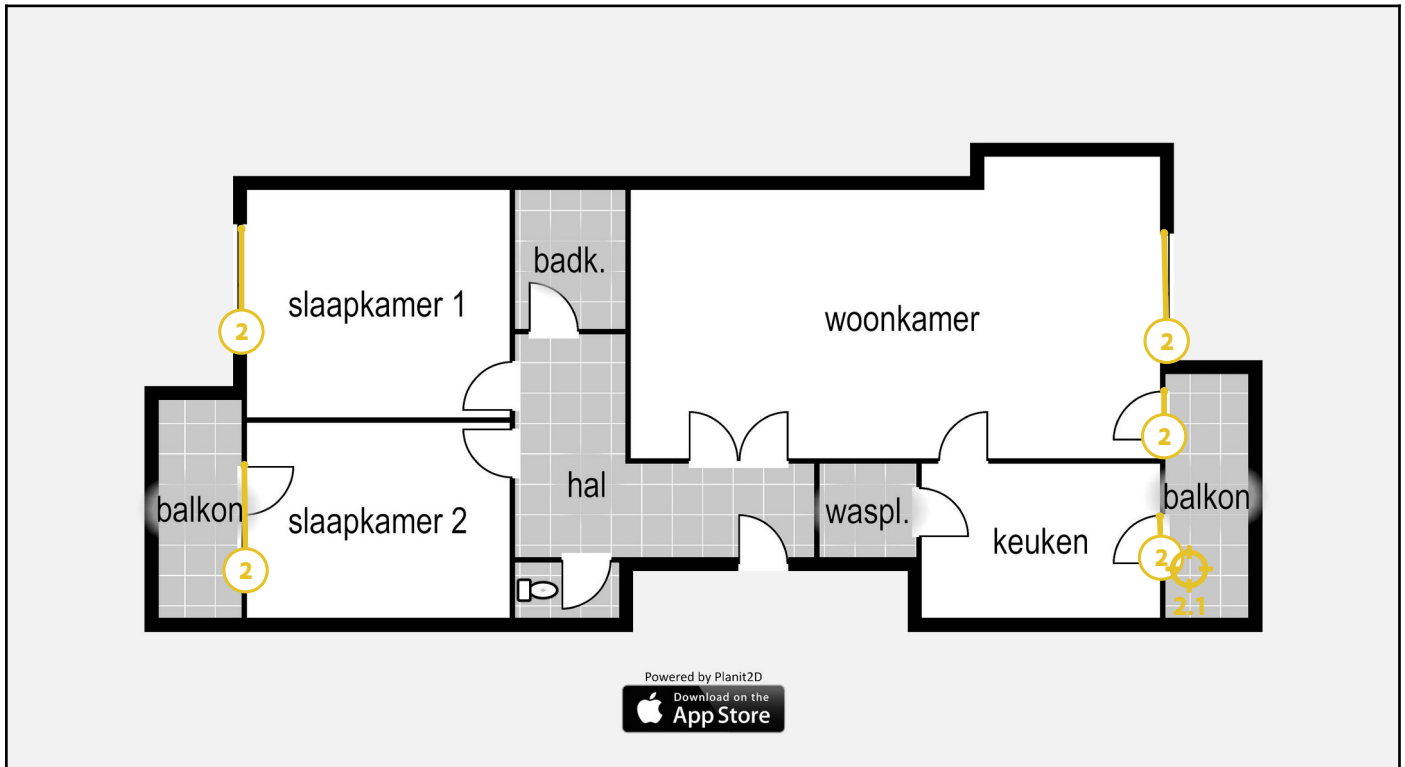 badk.
slaapkamer 1
woonkamer
2
2
2
balkon
slaapkamer 2
hal
waspl.
keuken
balkon
2
2
2.1
Powered by Planit2D
Download on the
App Store